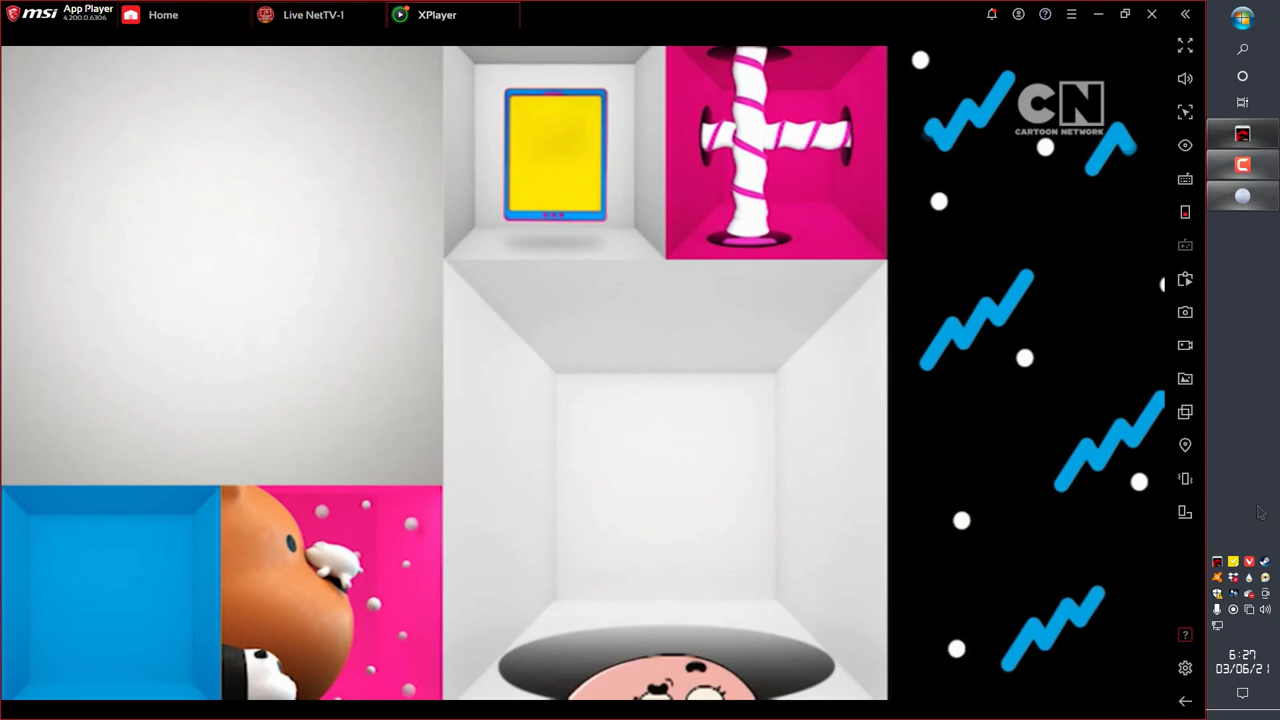 msi App Player
4.200.0.6306
Home
Live NetTV-1
XPlayer
CN
CARTOON NETWORK
6:27
03/06/21